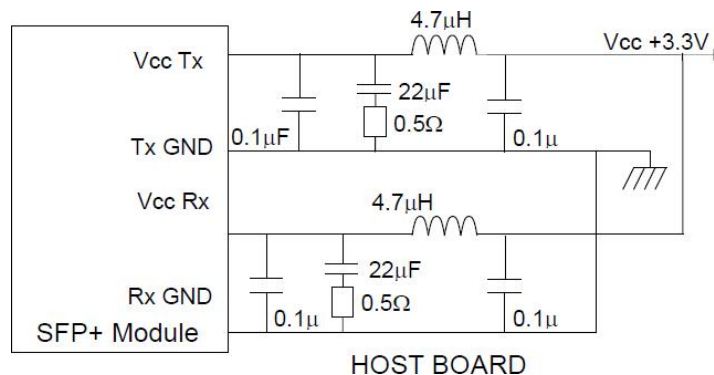 4.7μH
Vcc +3.3V
Vcc Tx
22μF
0.5Ω
0.1μF
0.1μ
Tx GND
Vcc Rx
4.7μH
22μF
0.5Ω
Rx GND
0.1μ
0.1μ
SFP+ Module
HOST BOARD